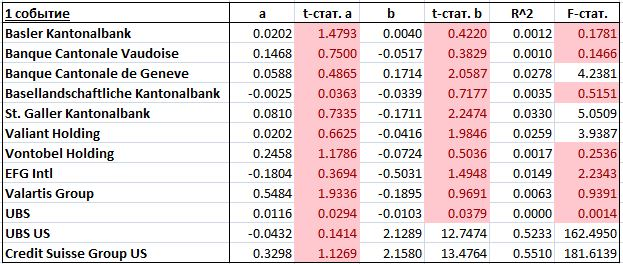 1 событие a t-стат. a b t-стат. b R^2 F-стат.
Basler Kantonalbank 0.0202 1.4793 0.0040 0.4220 0.0012 0.1781
Banque Cantonale Vaudoise 0.1468 0.7500 -0.0517 0.3829 0.0010 0.1466
Banque Cantonale de Geneve 0.0588 0.4865 0.1714 2.0587 0.0278 4.2381
Basellandschaftliche Kantonalbank -0.0025 0.0363 -0.0339 0.7177 0.0035 0.5151
St. Galler Kantonalbank 0.0810 0.7335 -0.1711 2.2474 0.0330 5.0509
Valiant Holding 0.0202 0.6625 -0.0416 1.9846 0.0259 3.9387
Vontobel Holding 0.2458 1.1786 -0.0724 0.5036 0.0017 0.2536
EFG Intl -0.1804 0.3694 -0.5031 1.4948 0.0149 2.2343
Valartis Group 0.5484 1.9336 -0.1895 0.9691 0.0063 0.9391
UBS 0.0116 0.0294 -0.0103 0.0379 0.0000 0.0014
UBS US -0.0432 0.1414 2.1289 12.7474 0.5233 162.4950
Credit Suisse Group US 0.3298 1.1269 2.1580 13.4764 0.5510 181.6139